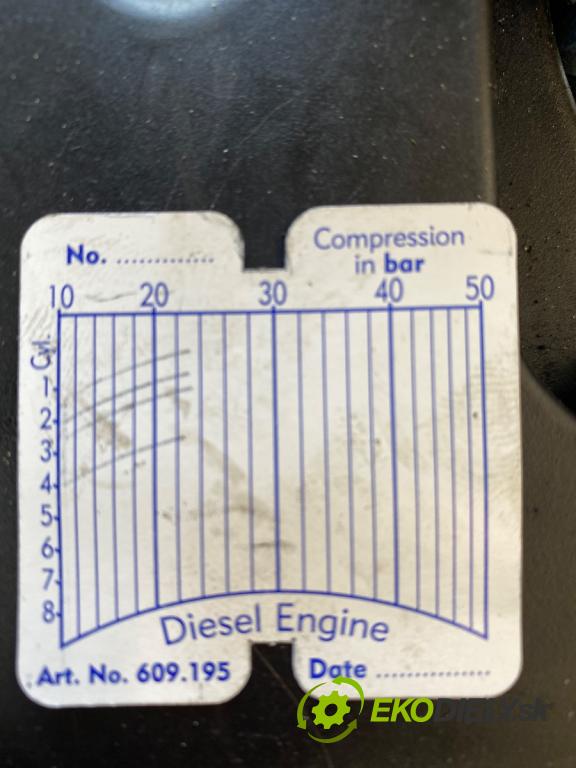 No. ..............
Compression
in bar
10 20 30 40 50
Cyl.
1
2
3
4
5
6
7
8
Diesel Engine
Art. No. 609.195
Date ................
EKODIELY.sk